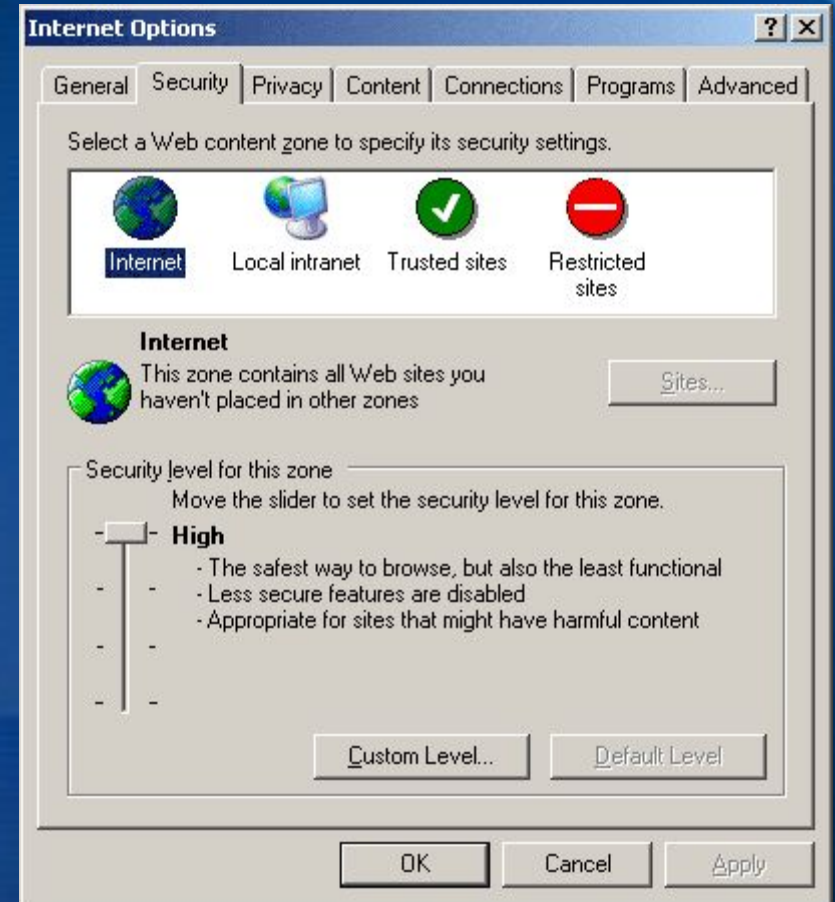 Internet Options
General Security Privacy Content Connections Programs Advanced
Select a Web content zone to specify its security settings.
Internet Local intranet Trusted sites Restricted
sites
Internet
This zone contains all Web sites you
haven't placed in other zones
Sites...
Security level for this zone
Move the slider to set the security level for this zone.
High
- The safest way to browse, but also the least functional
- Less secure features are disabled
- Appropriate for sites that might have harmful content
Custom Level... Default Level
OK Cancel Apply